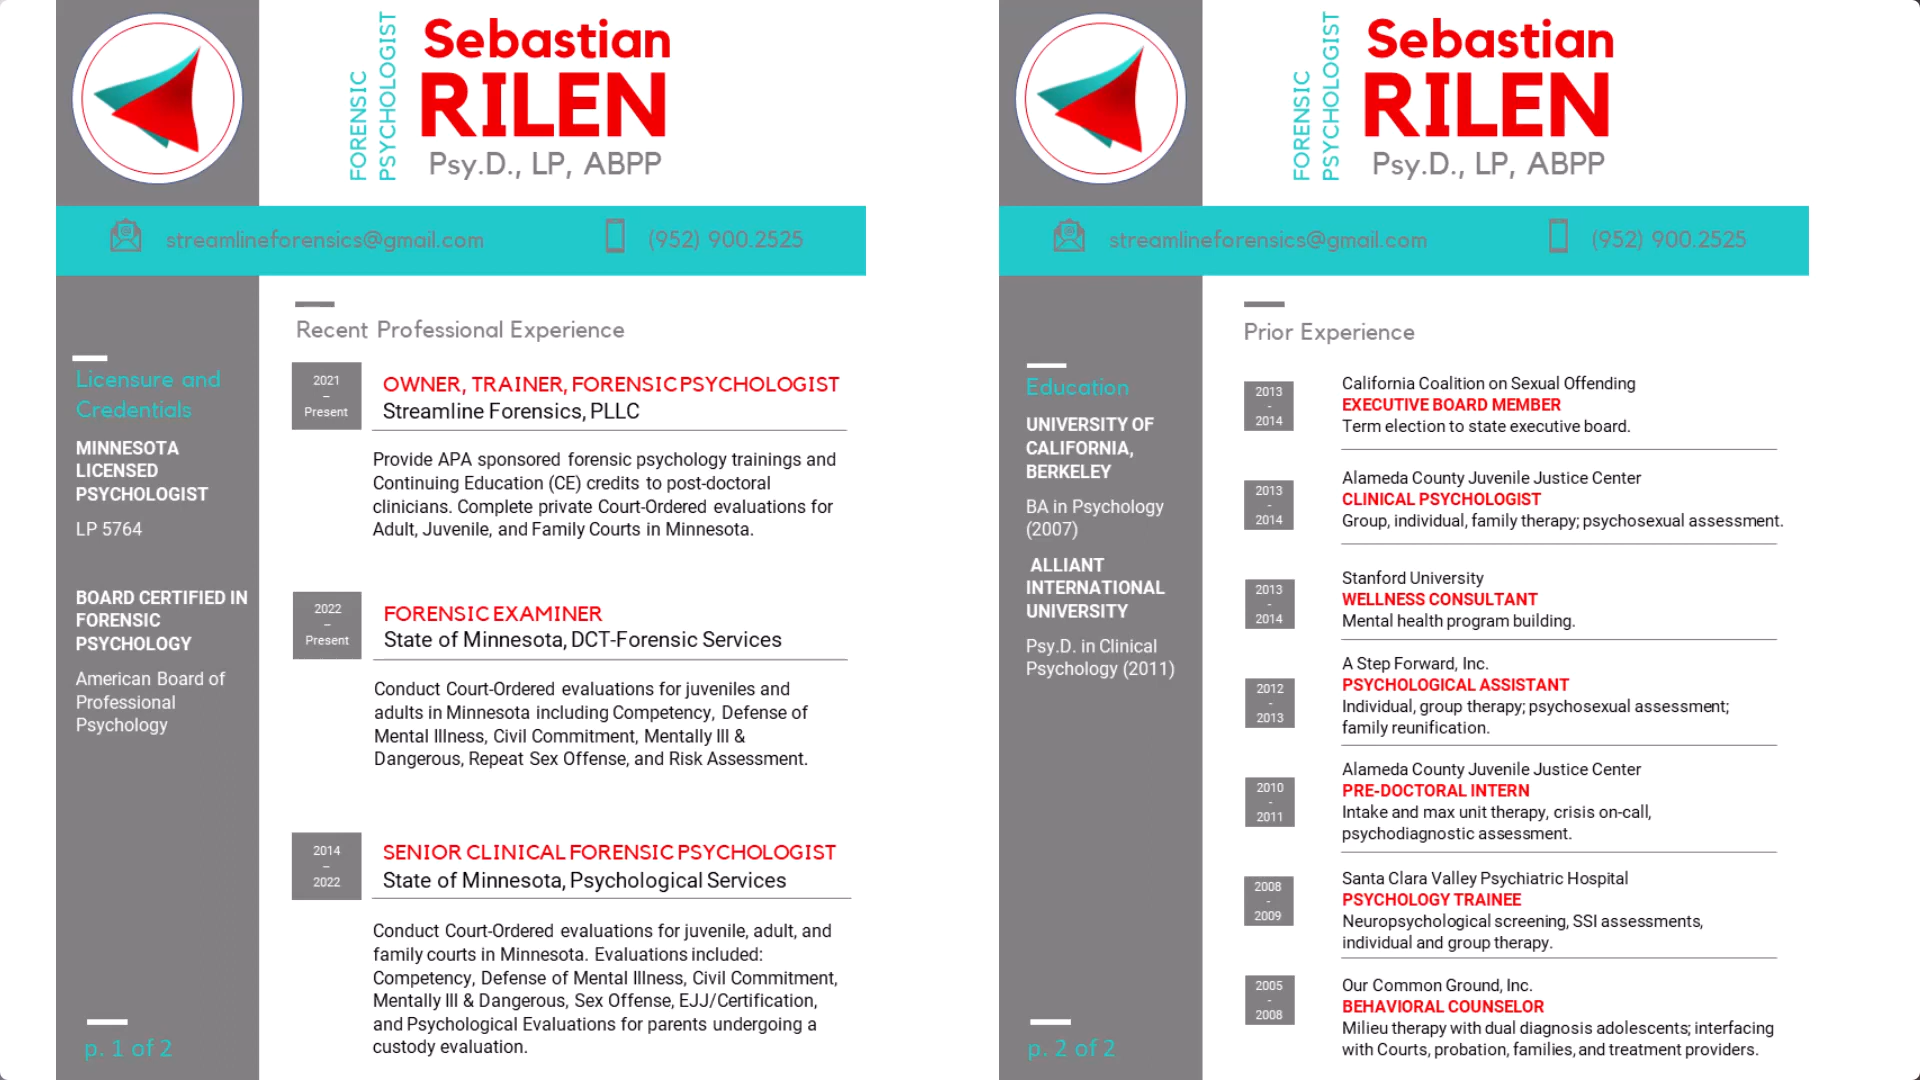 FORENSIC
PSYCHOLOGIST
Sebastian
RILEN
Psy.D., LP, ABPP
streamlineforensics@gmail.com
(952) 900.2525
Licensure and
Credentials
MINNESOTA
LICENSED
PSYCHOLOGIST
LP 5764
BOARD CERTIFIED IN
FORENSIC
PSYCHOLOGY
American Board of
Professional
Psychology
p. 1 of 2
Recent Professional Experience
2021
–
Present
OWNER, TRAINER, FORENSIC PSYCHOLOGIST
Streamline Forensics, PLLC
Provide APA sponsored forensic psychology trainings and
Continuing Education (CE) credits to post-doctoral
clinicians. Complete private Court-Ordered evaluations for
Adult, Juvenile, and Family Courts in Minnesota.
2022
–
Present
FORENSIC EXAMINER
State of Minnesota, DCT-Forensic Services
Conduct Court-Ordered evaluations for juveniles and
adults in Minnesota including Competency, Defense of
Mental Illness, Civil Commitment, Mentally Ill &
Dangerous, Repeat Sex Offense, and Risk Assessment.
2014
–
2022
SENIOR CLINICAL FORENSIC PSYCHOLOGIST
State of Minnesota, Psychological Services
Conduct Court-Ordered evaluations for juvenile, adult, and
family courts in Minnesota. Evaluations included:
Competency, Defense of Mental Illness, Civil Commitment,
Mentally Ill & Dangerous, Sex Offense, EJJ/Certification,
and Psychological Evaluations for parents undergoing a
custody evaluation.
FORENSIC
PSYCHOLOGIST
Sebastian
RILEN
Psy.D., LP, ABPP
streamlineforensics@gmail.com
(952) 900.2525
Education
UNIVERSITY OF
CALIFORNIA,
BERKELEY
BA in Psychology
(2007)
ALLIANT
INTERNATIONAL
UNIVERSITY
Psy.D. in Clinical
Psychology (2011)
p. 2 of 2
Prior Experience
2013
-
2014
California Coalition on Sexual Offending
EXECUTIVE BOARD MEMBER
Term election to state executive board.
2013
-
2014
Alameda County Juvenile Justice Center
CLINICAL PSYCHOLOGIST
Group, individual, family therapy; psychosexual assessment.
2013
-
2014
Stanford University
WELLNESS CONSULTANT
Mental health program building.
2012
-
2013
A Step Forward, Inc.
PSYCHOLOGICAL ASSISTANT
Individual, group therapy; psychosexual assessment;
family reunification.
2010
-
2011
Alameda County Juvenile Justice Center
PRE-DOCTORAL INTERN
Intake and max unit therapy, crisis on-call,
psychodiagnostic assessment.
2008
-
2009
Santa Clara Valley Psychiatric Hospital
PSYCHOLOGY TRAINEE
Neuropsychological screening, SSI assessments,
individual and group therapy.
2005
-
2008
Our Common Ground, Inc.
BEHAVIORAL COUNSELOR
Milieu therapy with dual diagnosis adolescents; interfacing
with Courts, probation, families, and treatment providers.